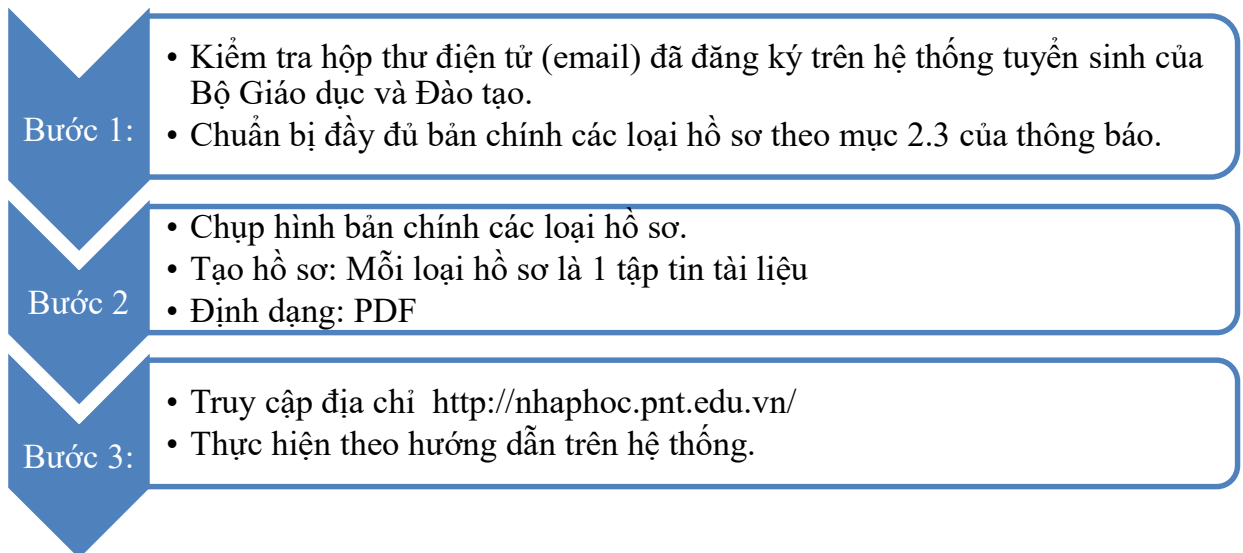 Bước 1:
• Kiểm tra hộp thư điện tử (email) đã đăng ký trên hệ thống tuyển sinh của
Bộ Giáo dục và Đào tạo.
• Chuẩn bị đầy đủ bản chính các loại hồ sơ theo mục 2.3 của thông báo.
Bước 2
• Chụp hình bản chính các loại hồ sơ.
• Tạo hồ sơ: Mỗi loại hồ sơ là 1 tập tin tài liệu
• Định dạng: PDF
Bước 3:
• Truy cập địa chỉ http://nhaphoc.pnt.edu.vn/
• Thực hiện theo hướng dẫn trên hệ thống.